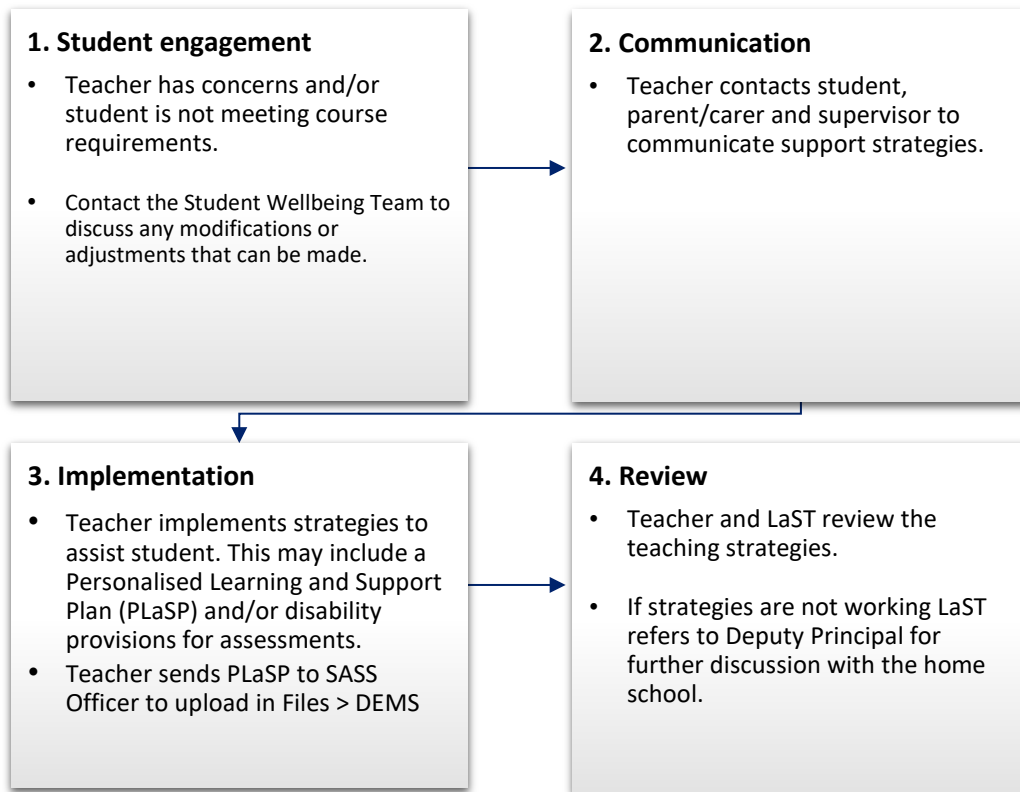 1. Student engagement
• Teacher has concerns and/or
student is not meeting course
requirements.
• Contact the Student Wellbeing Team to
discuss any modifications or
adjustments that can be made.
2. Communication
• Teacher contacts student,
parent/carer and supervisor to
communicate support strategies.
3. Implementation
• Teacher implements strategies to
assist student. This may include a
Personalised Learning and Support
Plan (PLaSP) and/or disability
provisions for assessments.
• Teacher sends PLaSP to SASS
Officer to upload in Files > DEMS
4. Review
• Teacher and LaST review the
teaching strategies.
• If strategies are not working LaST
refers to Deputy Principal for
further discussion with the home
school.